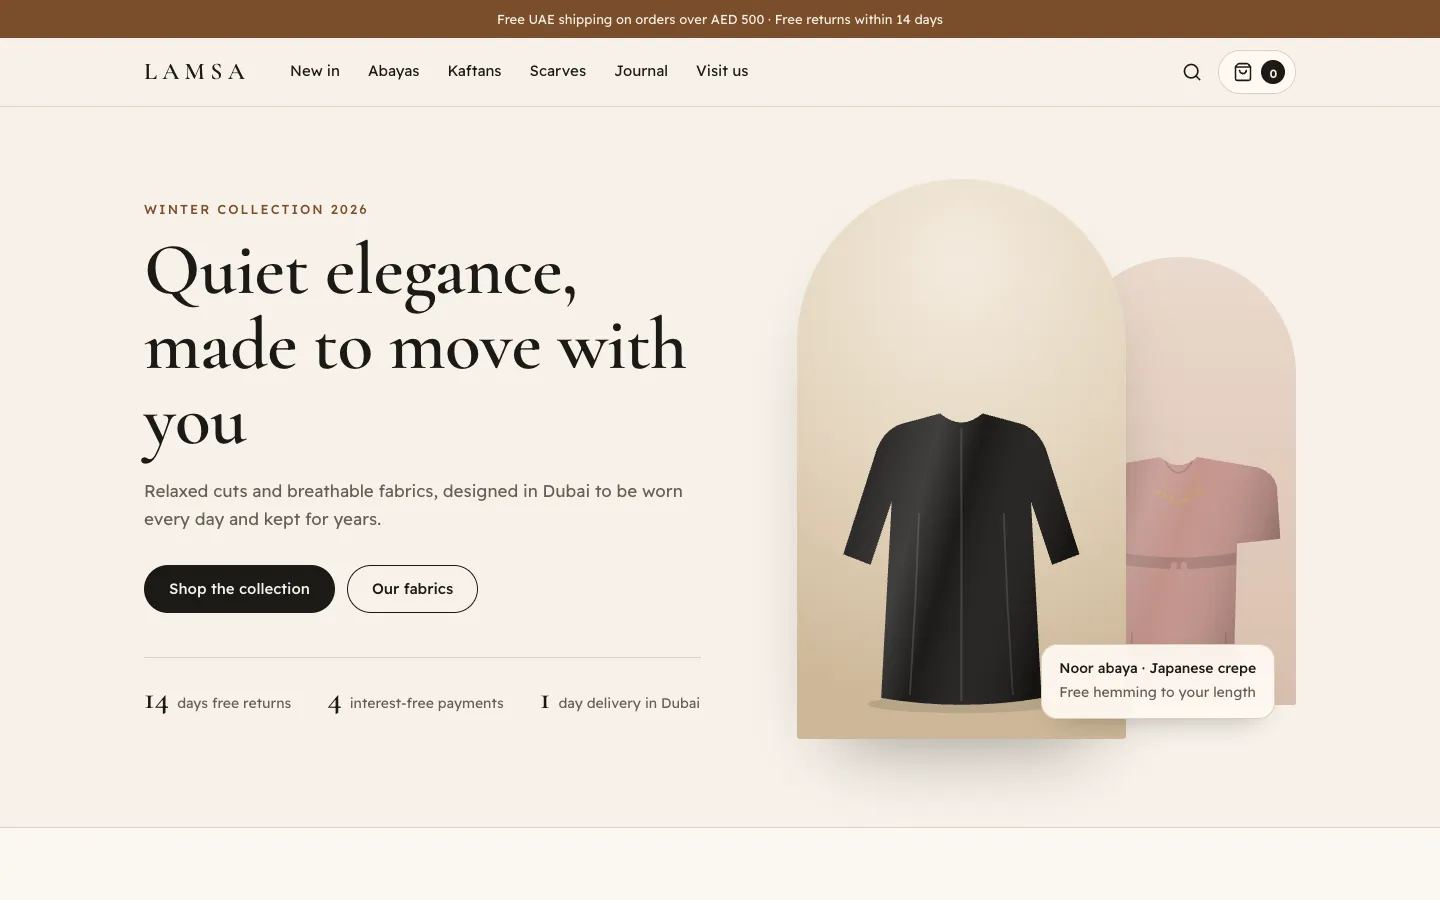 Free UAE shipping on orders over AED 500 · Free returns within 14 days
LAMSA
New in
Abayas
Kaftans
Scarves
Journal
Visit us
0
WINTER COLLECTION 2026
Quiet elegance,
made to move with
you
Relaxed cuts and breathable fabrics, designed in Dubai to be worn
every day and kept for years.
Shop the collection
Our fabrics
14 days free returns
4 interest-free payments
1 day delivery in Dubai
Noor abaya · Japanese crepe
Free hemming to your length